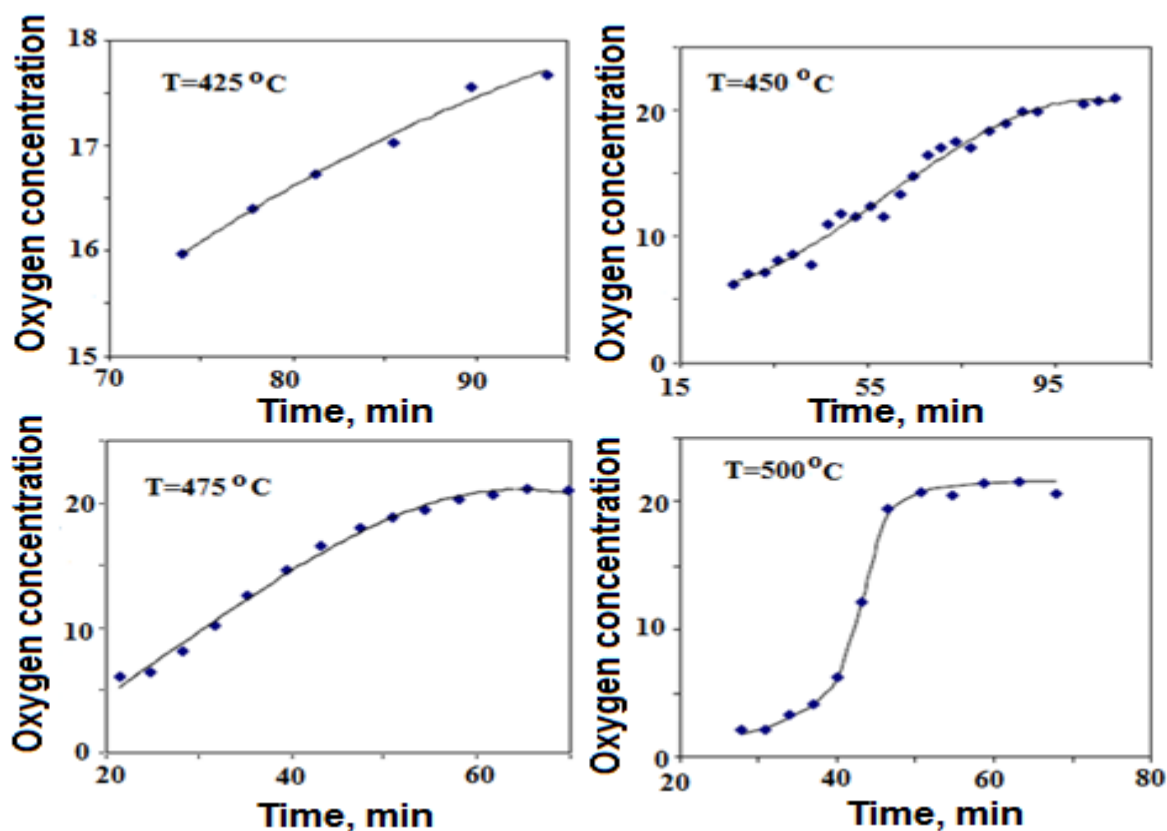 Oxygen concentration
18
17
16
15
T=425 °C
70
80
90
Time, min
Oxygen concentration
20
10
0
T=450 °C
15
55
95
Time, min
Oxygen concentration
20
10
0
T=475 °C
20
40
60
Time, min
Oxygen concentration
20
10
0
T=500 °C
20
40
60
80
Time, min